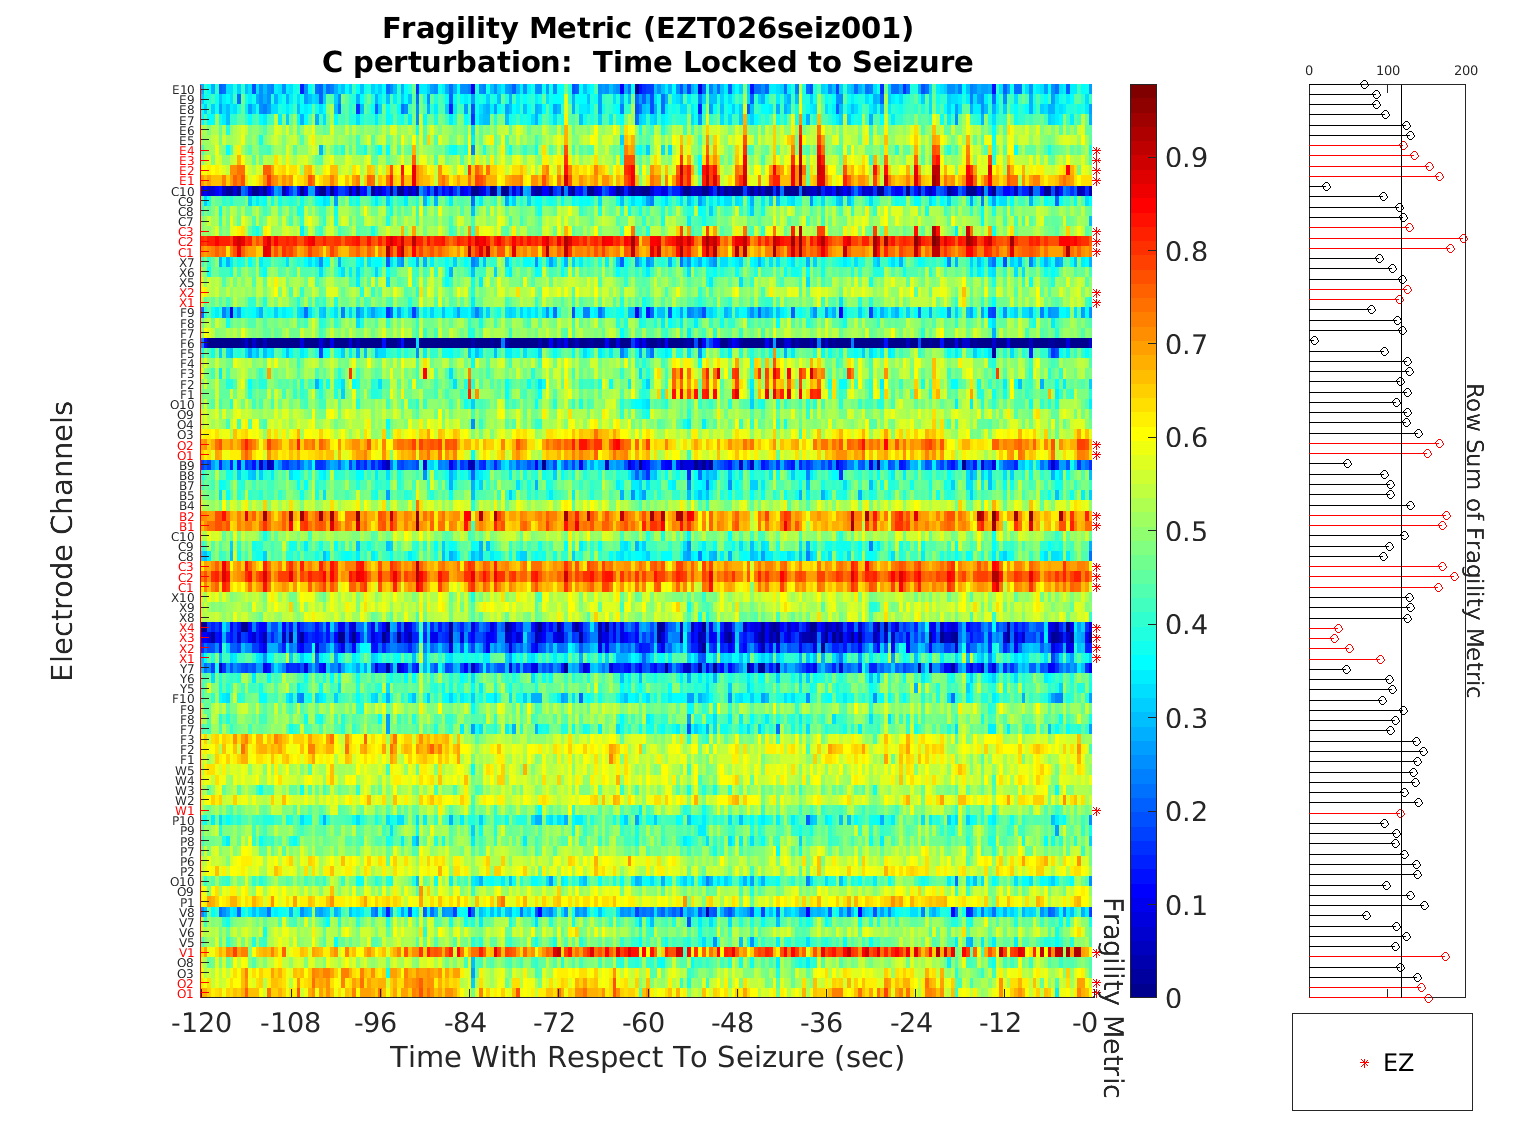 Fragility Metric (EZT026seiz001)
C perturbation:  Time Locked to Seizure
Electrode Channels
E10
E9
E8
E7
E6
E5
E4
E3
E2
E1
C10
C9
C8
C7
C3
C2
C1
X7
X6
X5
X2
X1
F9
F8
F7
F6
F5
F4
F3
F2
F1
O10
O9
O4
O3
O2
O1
B9
B8
B7
B5
B4
B2
B1
C10
C9
C8
C3
C2
C1
X10
X9
X8
X4
X3
X2
X1
Y7
Y6
Y5
F10
F9
F8
F7
F3
F2
F1
W5
W4
W3
W2
W1
P10
P9
P8
P7
P6
P2
O10
O9
P1
V8
V7
V6
V5
V1
O8
O3
O2
O1
-120 -108 -96 -84 -72 -60 -48 -36 -24 -12 -0
Time With Respect To Seizure (sec)
0.9
0.8
0.7
0.6
0.5
0.4
0.3
0.2
0.1
0
Fragility Metric
0 100 200
Row Sum of Fragility Metric
EZ